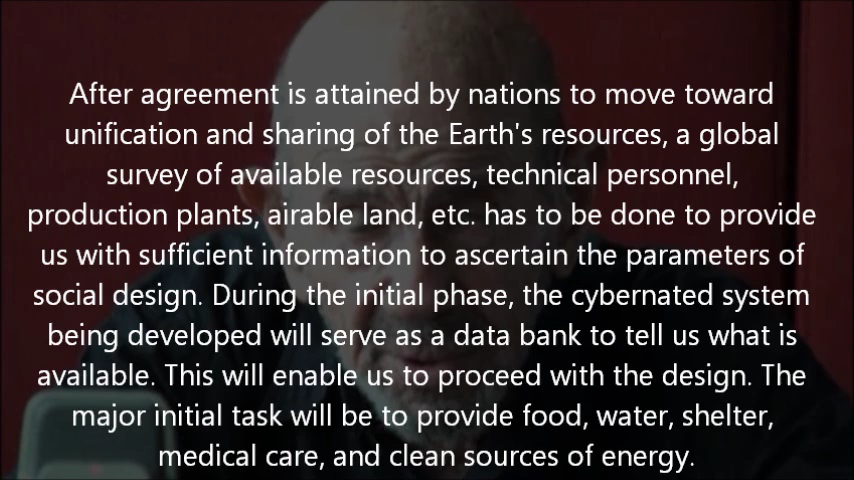 After agreement is attained by nations to move toward
unification and sharing of the Earth's resources, a global
survey of available resources, technical personnel,
production plants, airable land, etc. has to be done to provide
us with sufficient information to ascertain the parameters of
social design. During the initial phase, the cybernated system
being developed will serve as a data bank to tell us what is
available. This will enable us to proceed with the design. The
major initial task will be to provide food, water, shelter,
medical care, and clean sources of energy.